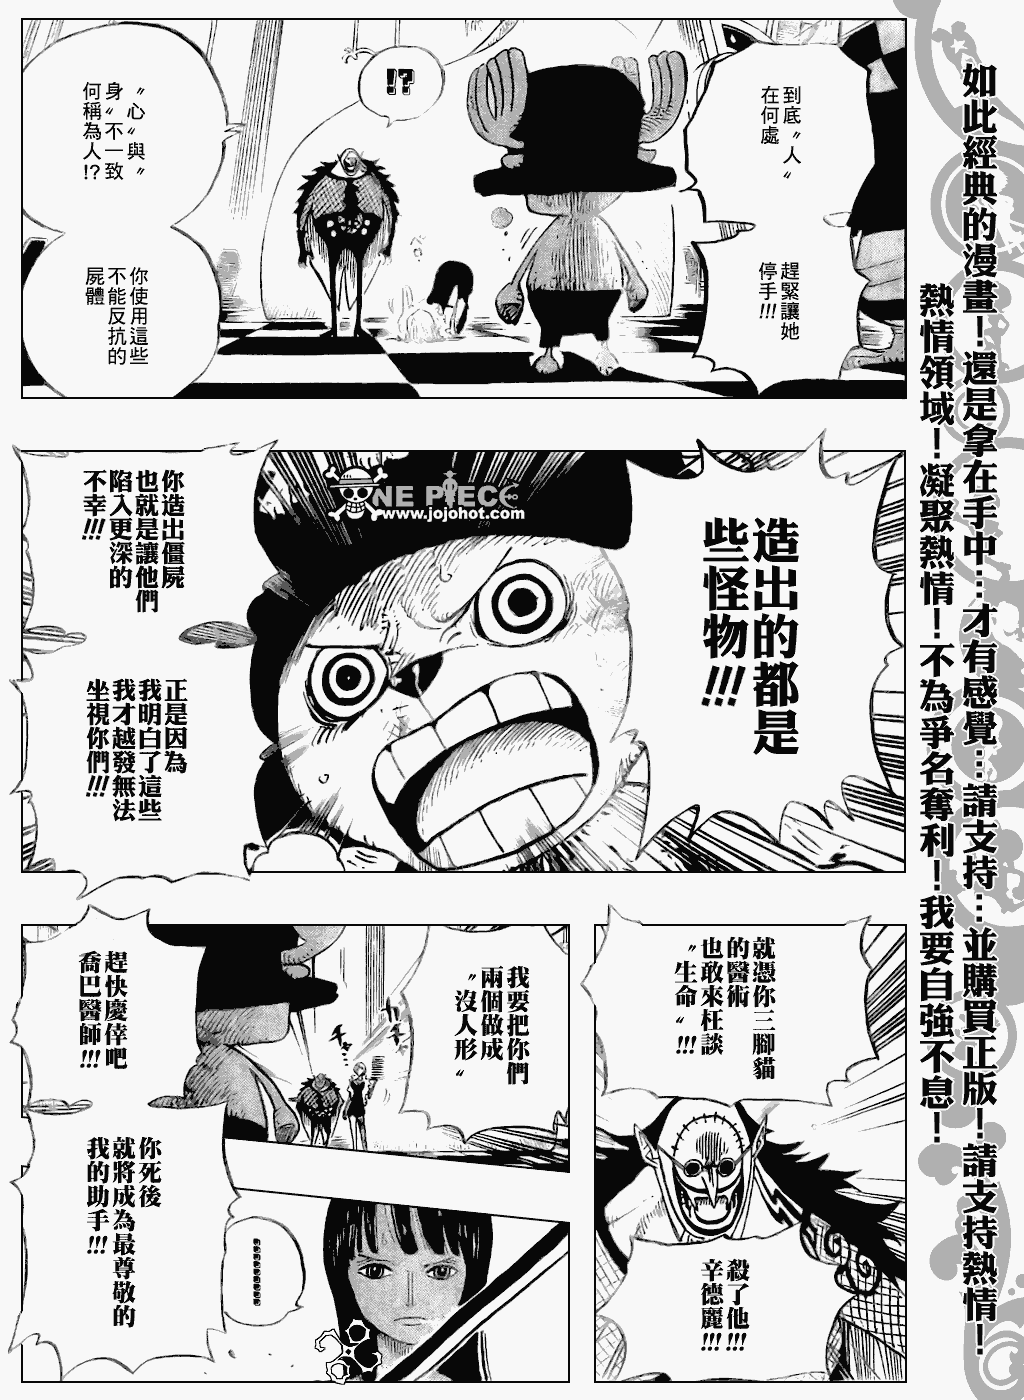 如此經典的漫畫！還是拿在手中…才有感覺…請支持…並購買正版！請支持熱情！
熱情領域！凝聚熱情！不為爭名奪利！我要自強不息！
到底〝人〞
在何處
趕緊讓她
停手!!!
!?
〝心〞與〝
身〞不一致
何稱為人!?
你使用這些
不能反抗的
屍體
造出的都是
些怪物!!!
ONE PIECE
www.jojohot.com
你造出僵屍
也就是讓他們
陷入更深的
不幸!!!
正是因為
我明白了這些
我才越發無法
坐視你們!!!
就憑你三腳貓
的醫術
也敢來枉談
〝生命〞!!!
殺了他!!!
辛德麗!!!
我要把你們
兩個做成
〝沒人形〞
チャ…
趕快慶倖吧
喬巴醫師!!!
你死後
就將成為最尊敬的
我的助手!!!